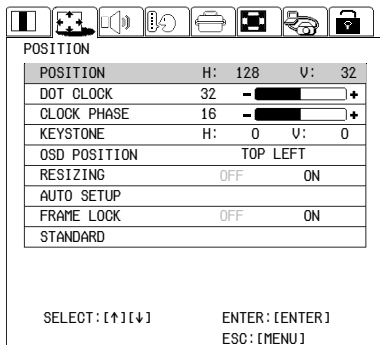 POSITION
POSITION H: 128 V: 32
DOT CLOCK 32 - +
CLOCK PHASE 16 - +
KEYSTONE H: 0 V: 0
OSD POSITION TOP LEFT
RESIZING OFF ON
AUTO SETUP
FRAME LOCK OFF ON
STANDARD
SELECT:[↑][↓] ENTER:[ENTER]
ESC:[MENU]